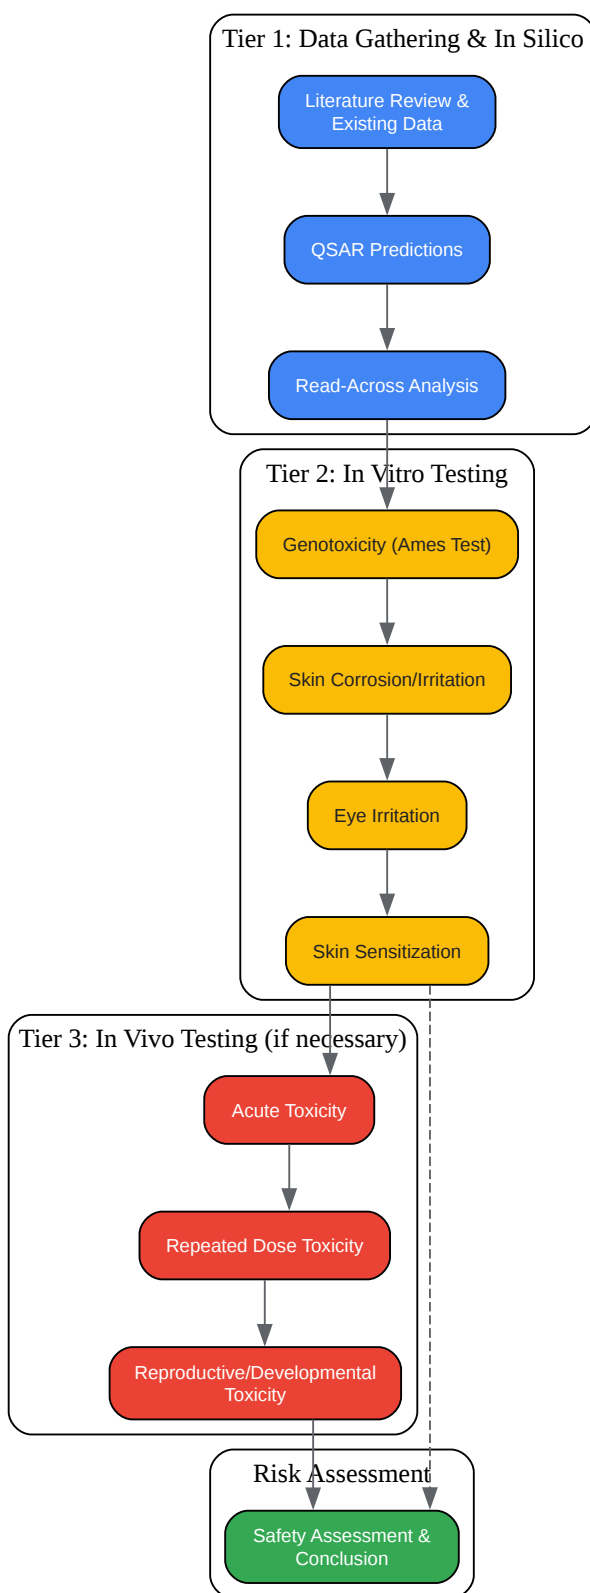 Tier 1: Data Gathering & In Silico
Literature Review &
Existing Data
QSAR Predictions
Read-Across Analysis
Tier 2: In Vitro Testing
Genotoxicity (Ames Test)
Skin Corrosion/Irritation
Eye Irritation
Skin Sensitization
Tier 3: In Vivo Testing (if necessary)
Acute Toxicity
Repeated Dose Toxicity
Reproductive/Developmental
Toxicity
Risk Assessment
Safety Assessment &
Conclusion